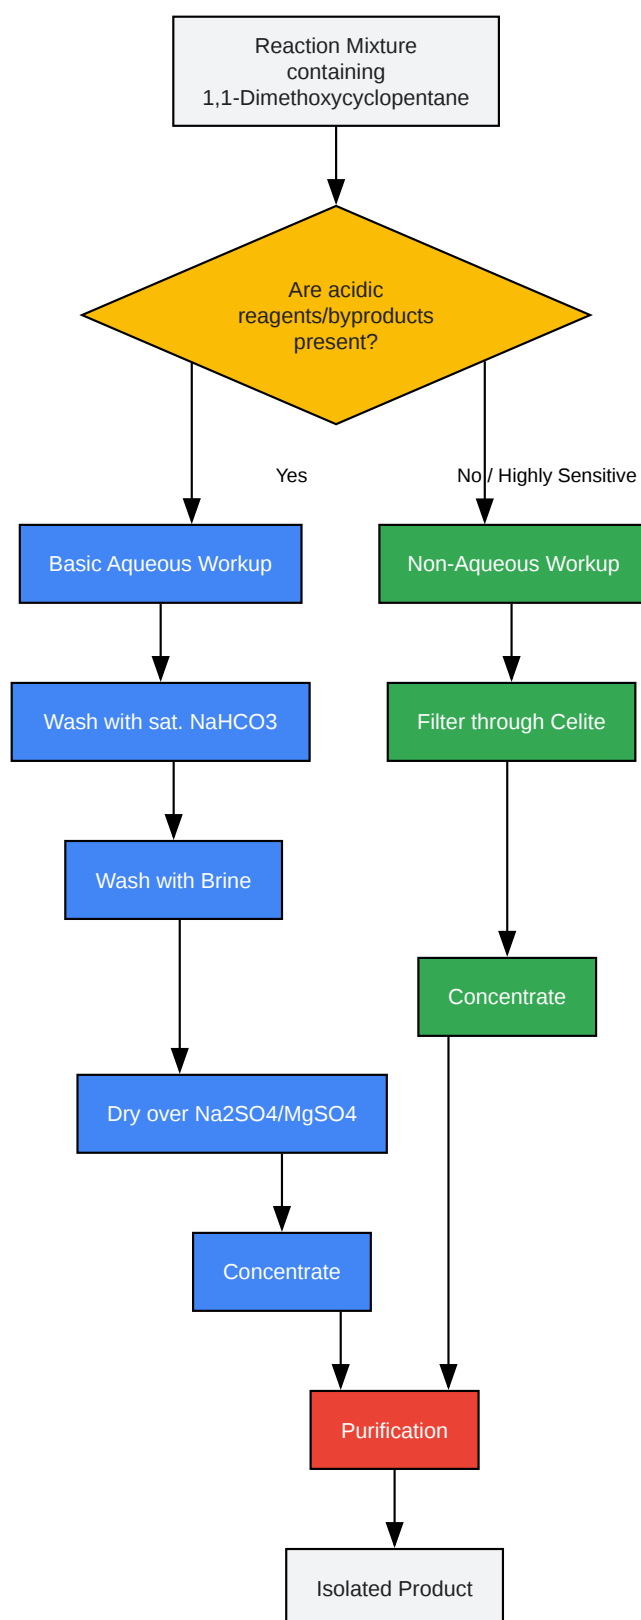 Reaction Mixture
containing
1,1-Dimethoxycyclopentane
Are acidic
reagents/byproducts
present?
Yes
No / Highly Sensitive
Basic Aqueous Workup
Non-Aqueous Workup
Wash with sat. NaHCO3
Filter through Celite
Wash with Brine
Concentrate
Dry over Na2SO4/MgSO4
Concentrate
Purification
Isolated Product